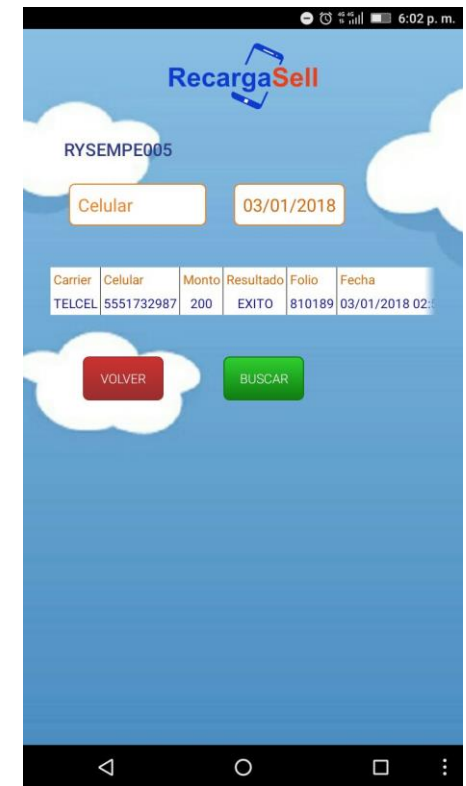 6:02 p. m.
RecargaSell
RYSEMPE005
Celular 03/01/2018
Carrier Celular Monto Resultado Folio Fecha
TELCEL 5551732987 200 EXITO 810189 03/01/2018 02:
VOLVER BUSCAR